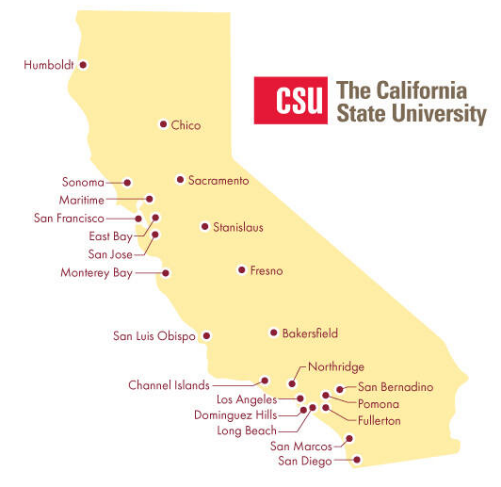 Humboldt
CSU
The California
State University
Chico
Sonoma
Sacramento
Maritime
San Francisco
Stanislaus
East Bay
San Jose
Monterey Bay
Fresno
San Luis Obispo
Bakersfield
Northridge
Channel Islands
San Bernadino
Los Angeles
Pomona
Dominguez Hills
Fullerton
Long Beach
San Marcos
San Diego